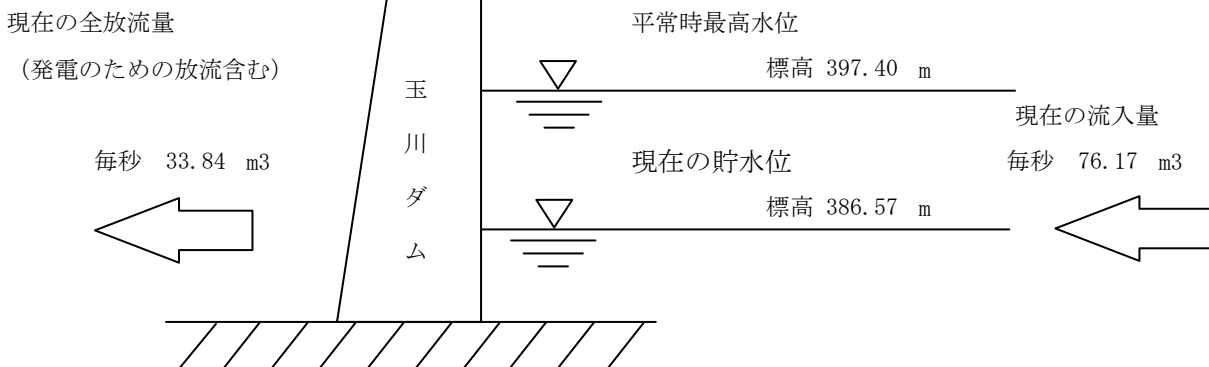 現在の全放流量
（発電のための放流含む）
毎秒 33.84 m3
玉川ダム
平常時最高水位
標高 397.40 m
現在の貯水位
標高 386.57 m
現在の流入量
毎秒 76.17 m3